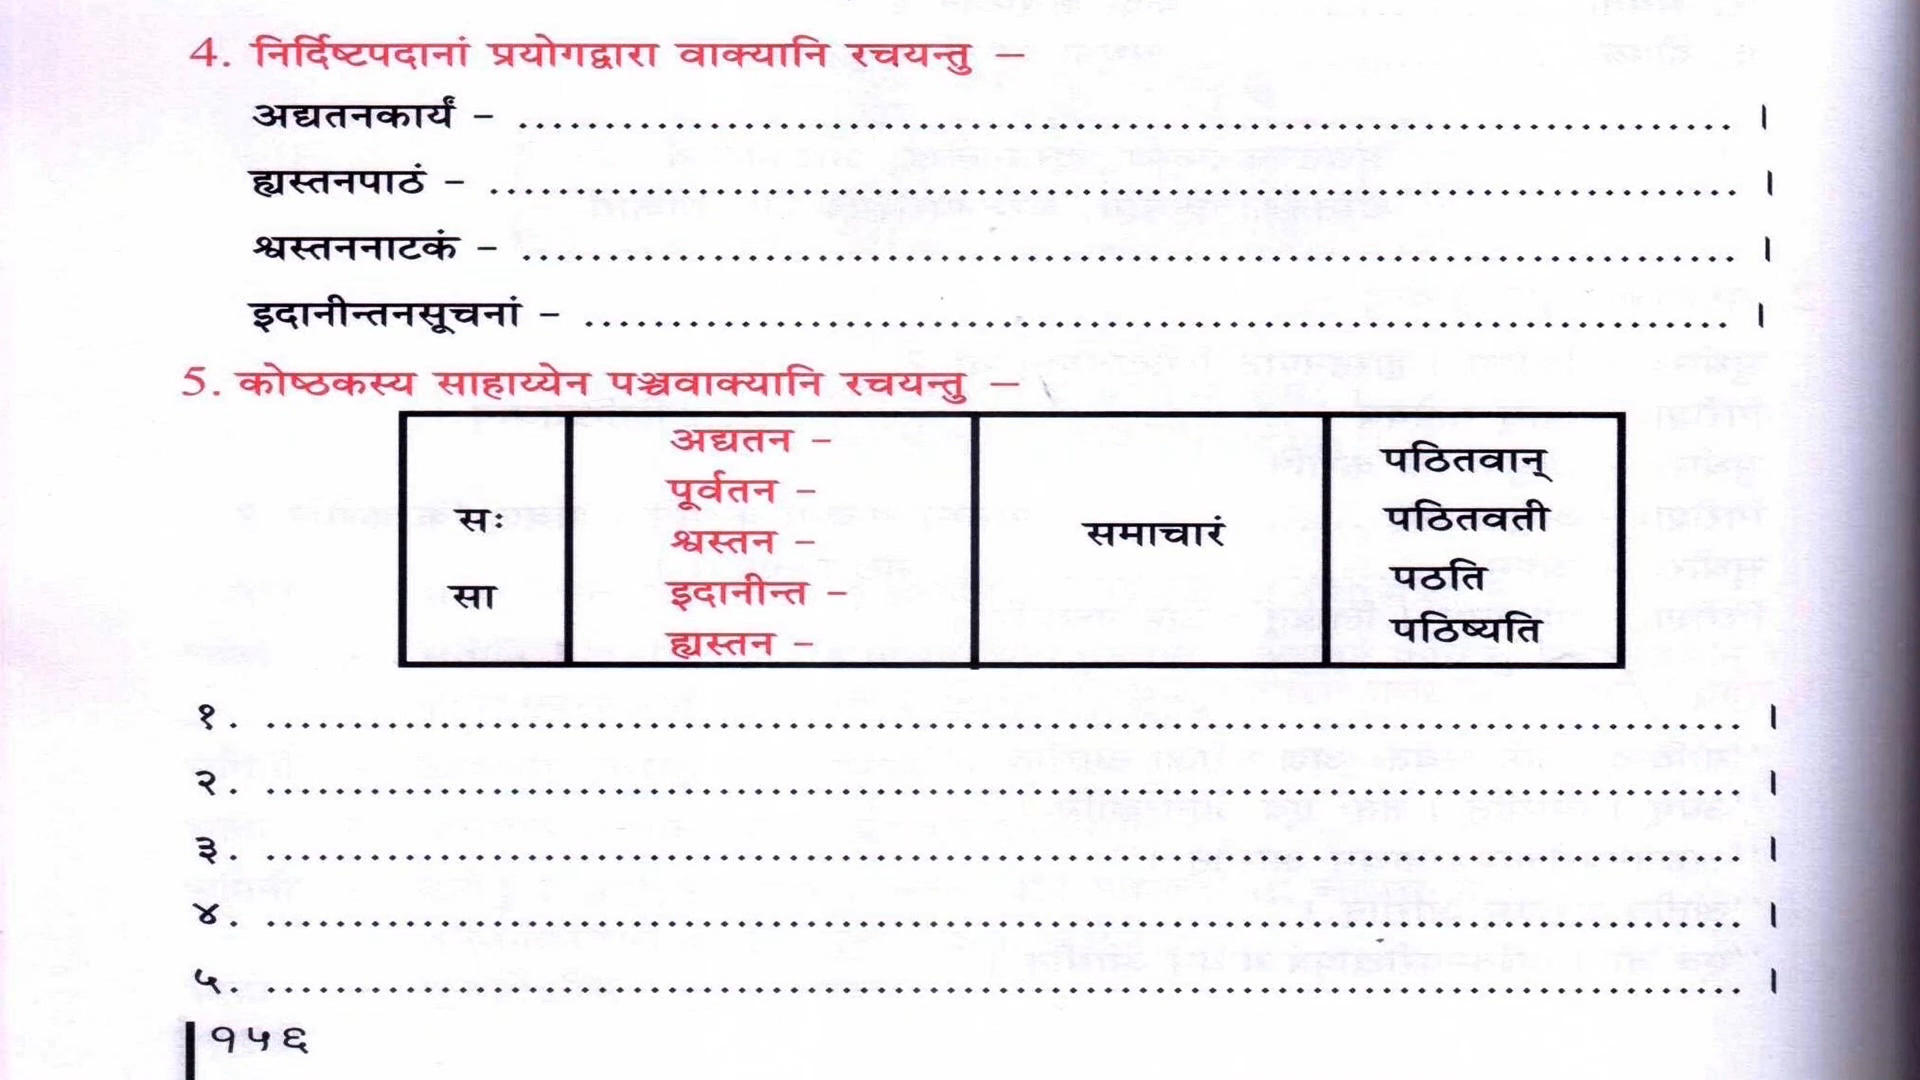 4. निर्दिष्टपदानां प्रयोगद्वारा वाक्यानि रचयन्तु –
अद्यतनकार्यं – .................................................. ।
ह्यस्तनपाठं – .................................................. ।
श्वस्तननाटकं – .................................................. ।
इदानीन्तनसूचनां – .................................................. ।
5. कोष्ठकस्य साहाय्येन पञ्चवाक्यानि रचयन्तु –
सः
सा
अद्यतन –
पूर्वतन –
श्वस्तन –
इदानीन्त –
ह्यस्तन –
समाचारं
पठितवान्
पठितवती
पठति
पठिष्यति
१. .................................................. ।
२. .................................................. ।
३. .................................................. ।
४. .................................................. ।
५. .................................................. ।
१५६